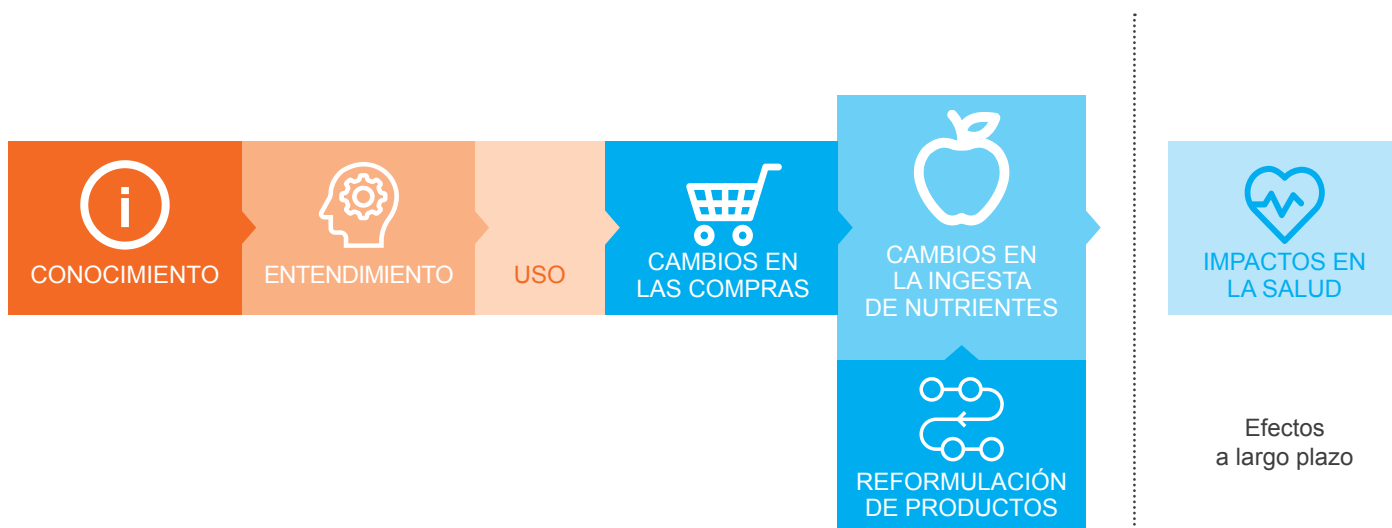 CONOCIMIENTO
ENTENDIMIENTO
USO
CAMBIOS EN
LAS COMPRAS
CAMBIOS EN
LA INGESTA
DE NUTRIENTES
REFORMULACIÓN
DE PRODUCTOS
IMPACTOS EN
LA SALUD
Efectos
a largo plazo